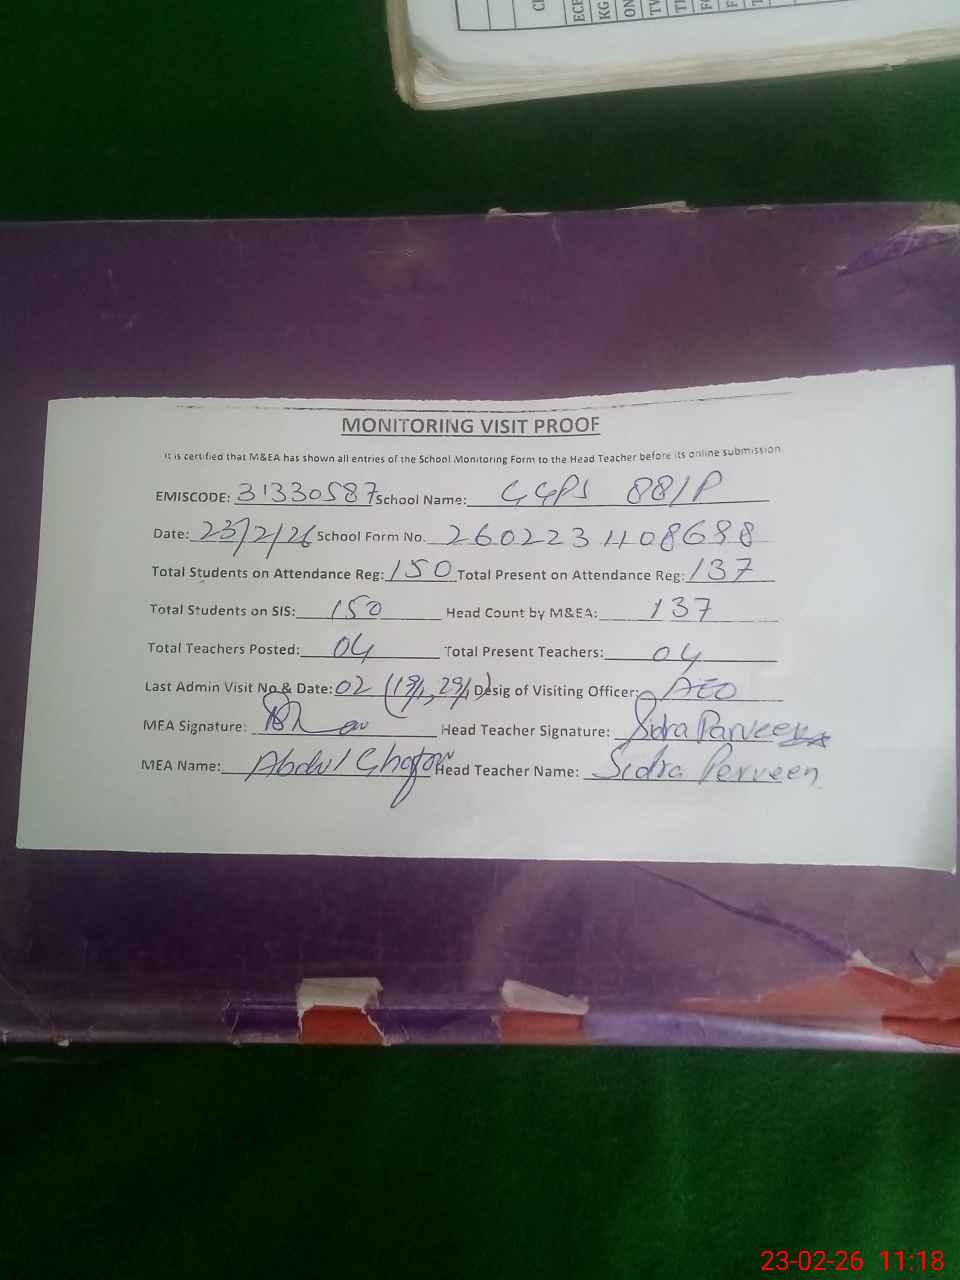 MONITORING VISIT PROOF
It is certified that M&EA has shown all entries of the School Monitoring Form to the Head Teacher before its online submission
EMISCODE: 31330587 School Name: GGPS 88/P
Date: 23/2/26 School Form No. 2602231108688
Total Students on Attendance Reg: 150 Total Present on Attendance Reg: 137
Total Students on SIS: 150 Head Count by M&EA: 137
Total Teachers Posted: 04 Total Present Teachers: 04
Last Admin Visit No & Date: 02 Desig of Visiting Officer: AEO
MEA Signature: Head Teacher Signature: Sidra Parveen
MEA Name: Abdul Ghafoor Head Teacher Name: Sidra Perveen
23-02-26 11:18